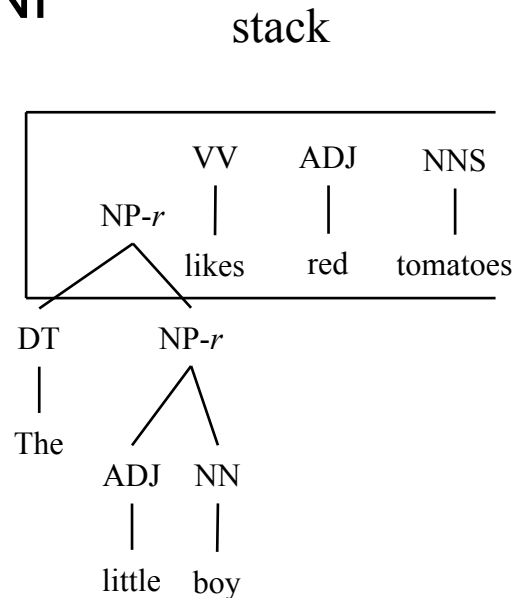 stack
VV ADJ NNS
NP-r
likes red tomatoes
DT NP-r
The
ADJ NN
little boy